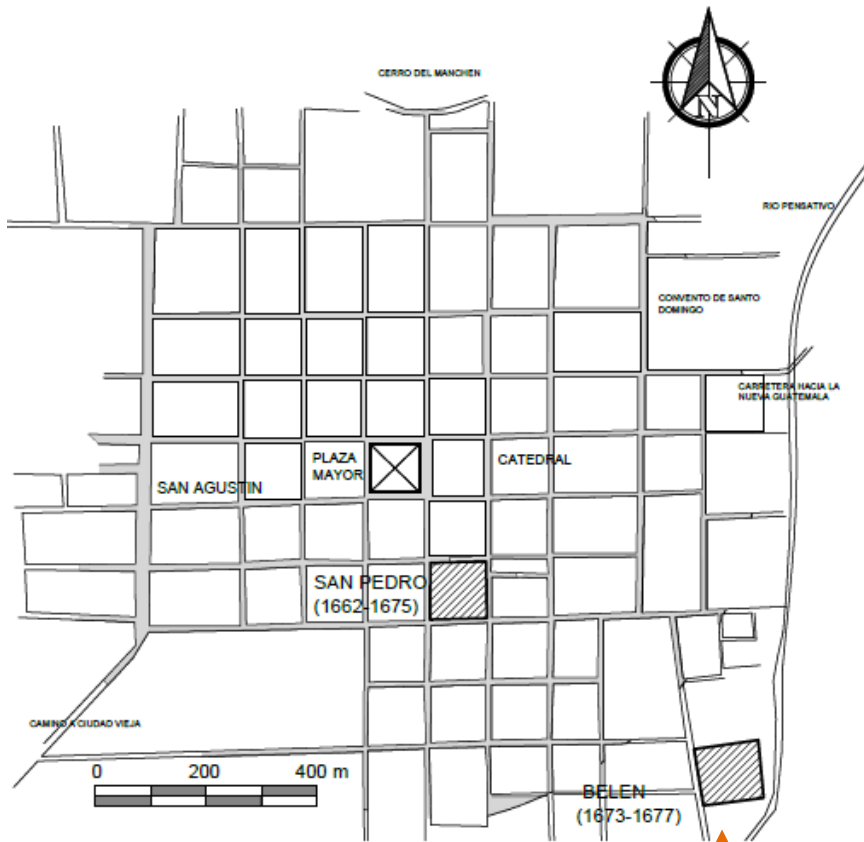 CERRO DEL MANCHEN
N
RIO PENSATIVO
CONVENTO DE SANTO
DOMINGO
CARRETERA HACIA LA
NUEVA GUATEMALA
PLAZA
MAYOR
CATEDRAL
SAN AGUSTIN
SAN PEDRO
(1662-1675)
CAMINO A CIUDAD VIEJA
0 200 400 m
BELEN
(1673-1677)